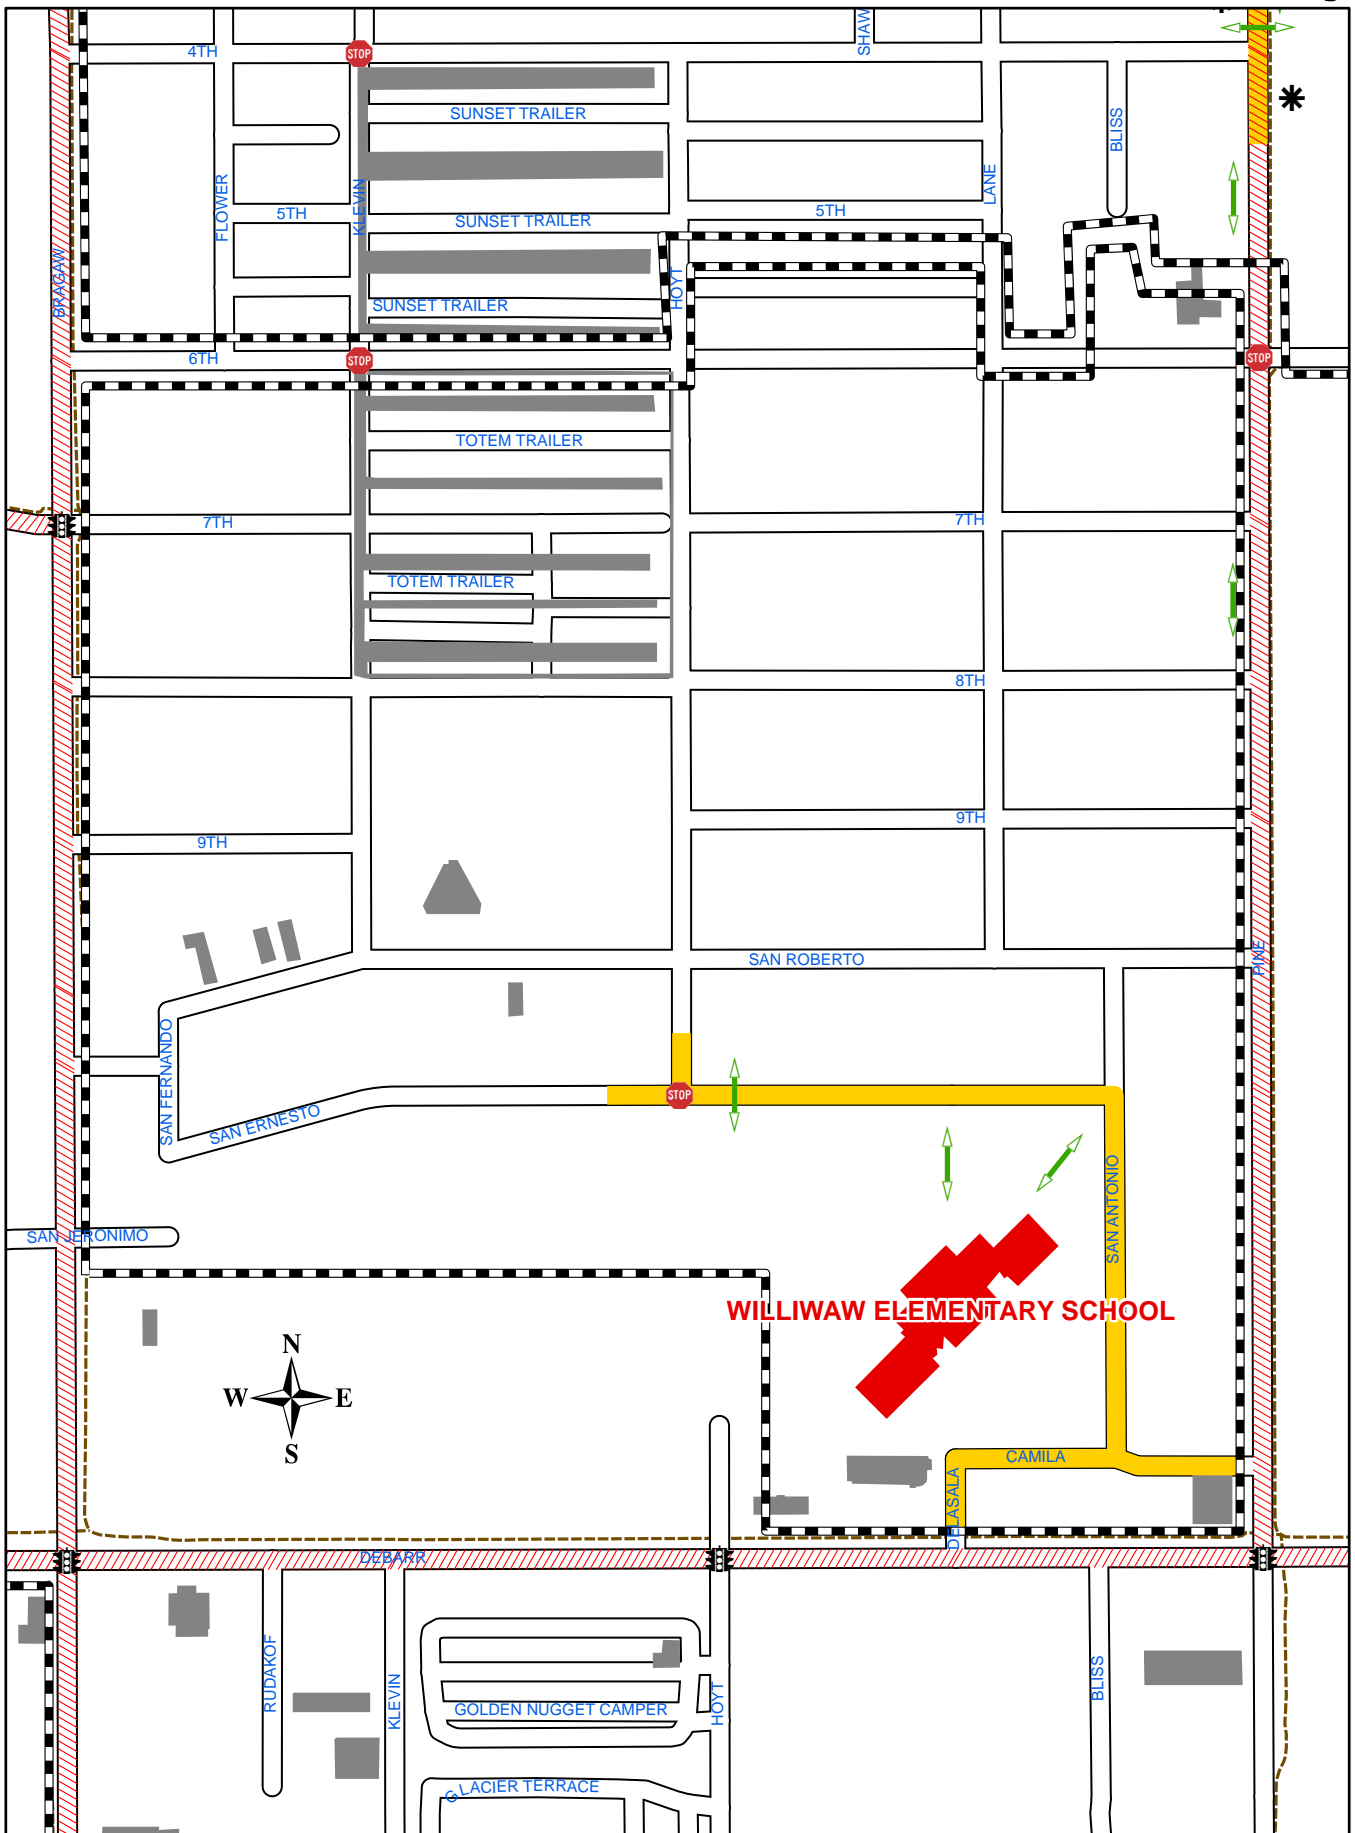 SHAW
4TH
STOP
SUNSET TRAILER
BLISS
FLOWER
KLEVIN
LANE
5TH
5TH
SUNSET TRAILER
BRAGAW
HOYT
SUNSET TRAILER
6TH
STOP
STOP
TOTEM TRAILER
7TH
7TH
TOTEM TRAILER
8TH
9TH
9TH
SAN ROBERTO
PINE
SAN FERNANDO
STOP
SAN ERNESTO
SAN ANTONIO
SAN JERONIMO
WILLIWAW ELEMENTARY SCHOOL
N
W
E
S
CAMILA
DELASALA
DEBARR
RUDAKOF
KLEVIN
GOLDEN NUGGET CAMPER
HOYT
BLISS
GLACIER TERRACE